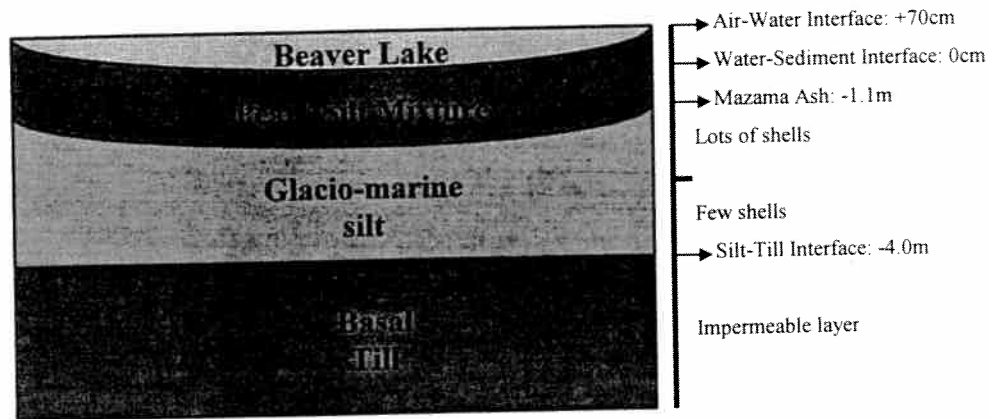 Beaver Lake
Mixture
Glacio-marine
silt
Basal
Till
Air-Water Interface: +70cm
Water-Sediment Interface: 0cm
Mazama Ash: -1.1m
Lots of shells
Few shells
Silt-Till Interface: -4.0m
Impermeable layer